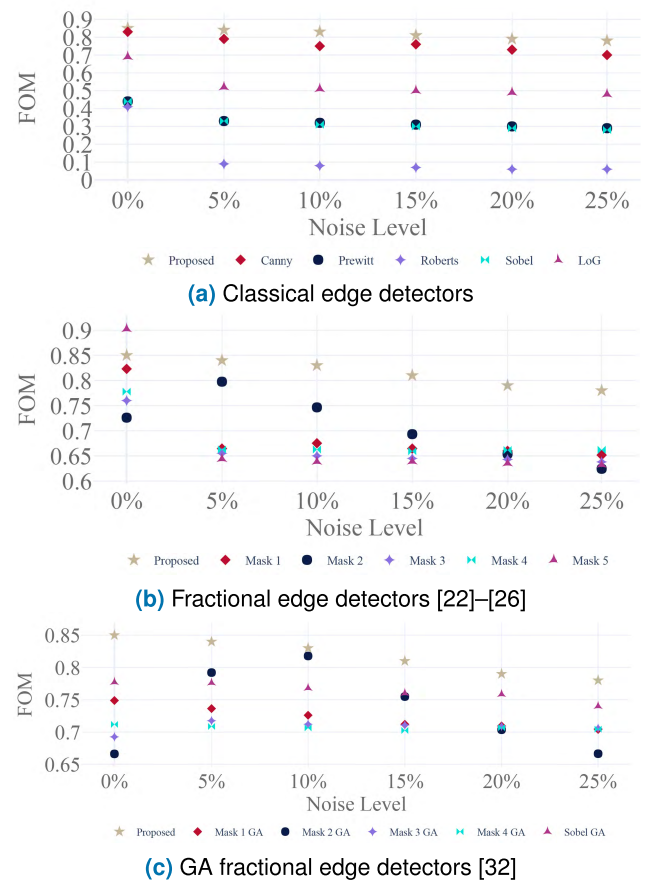 0.9
0.8
0.7
0.6
0.5
0.4
0.3
0.2
0.1
0
FOM
0% 5% 10% 15% 20% 25%
Noise Level
Proposed Canny Prewitt Roberts Sobel LoG
(a) Classical edge detectors
0.9
0.85
0.8
0.75
0.7
0.65
0.6
FOM
0% 5% 10% 15% 20% 25%
Noise Level
Proposed Mask 1 Mask 2 Mask 3 Mask 4 Mask 5
(b) Fractional edge detectors [22]–[26]
0.85
0.8
0.75
0.7
0.65
FOM
0% 5% 10% 15% 20% 25%
Noise Level
Proposed Mask 1 GA Mask 2 GA Mask 3 GA Mask 4 GA Sobel GA
(c) GA fractional edge detectors [32]